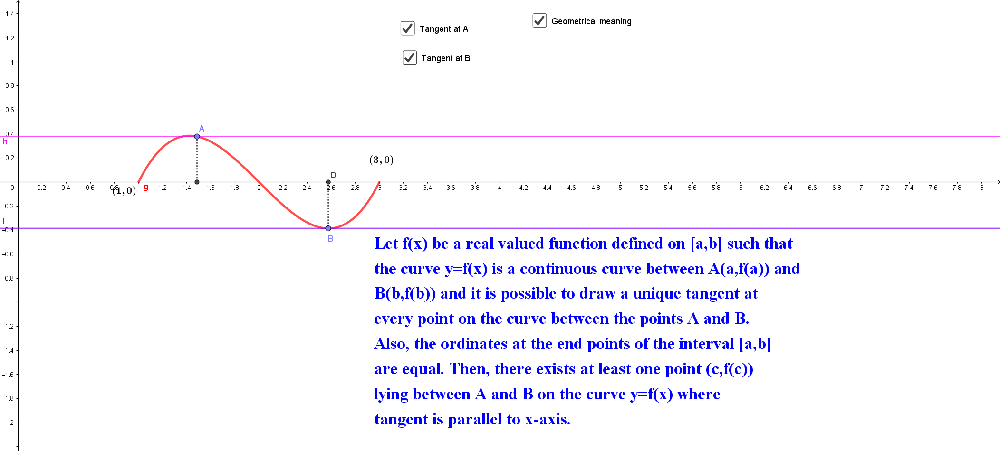 1.4
1.2
1
0.8
0.6
0.4
0.2
0
−0.2
−0.4
−0.6
−0.8
−1
−1.2
−1.4
−1.6
−1.8
−2
Tangent at A
Geometrical meaning
Tangent at B
A
h
(3, 0)
D
0.2 0.4 0.6 0.8 1.2 1.4 1.6 1.8 2 2.2 2.4 2.6 2.8 3 3.2 3.4 3.6 3.8 4 4.2 4.4 4.6 4.8 5 5.2 5.4 5.6 5.8 6 6.2 6.4 6.6 6.8 7 7.2 7.4 7.6 7.8 8
(1, 0)
g
i
B
Let f(x) be a real valued function defined on [a,b] such that
the curve y=f(x) is a continuous curve between A(a,f(a)) and
B(b,f(b)) and it is possible to draw a unique tangent at
every point on the curve between the points A and B.
Also, the ordinates at the end points of the interval [a,b]
are equal. Then, there exists at least one point (c,f(c))
lying between A and B on the curve y=f(x) where
tangent is parallel to x-axis.